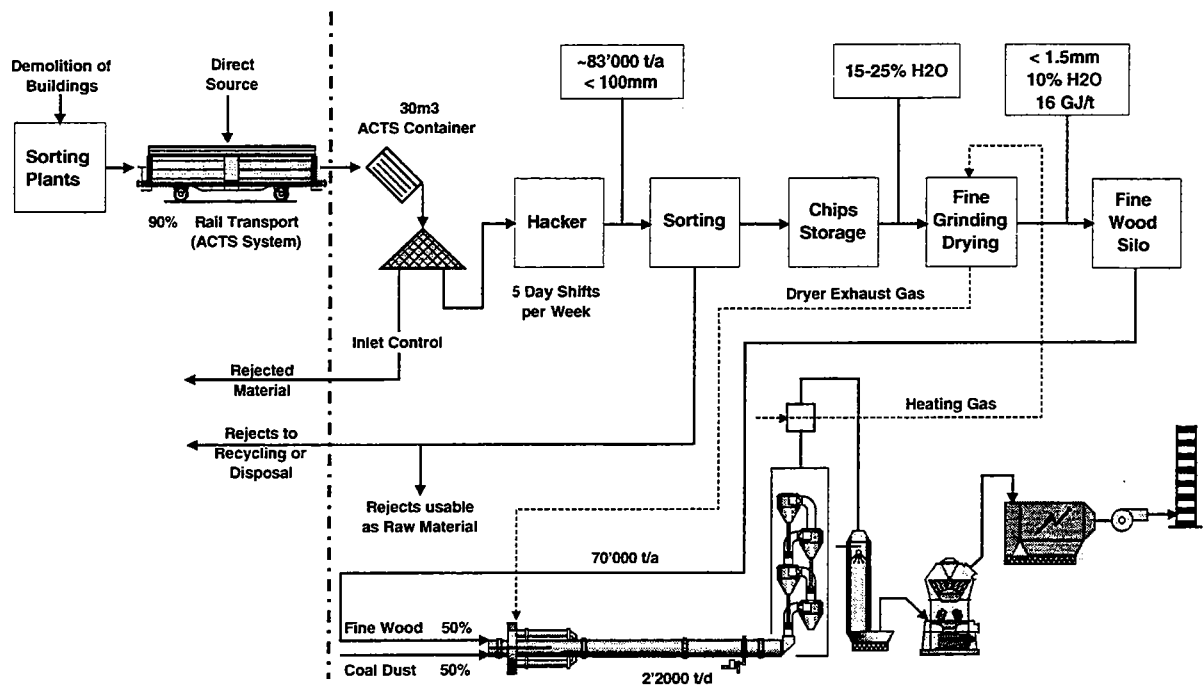 Demolition of
Buildings
Direct
Source
Sorting
Plants
90%
Rail Transport
(ACTS System)
30m3
ACTS Container
~83'000 t/a
< 100mm
15-25% H2O
< 1.5mm
10% H2O
16 GJ/t
Hacker
5 Day Shifts
per Week
Sorting
Chips
Storage
Fine
Grinding
Drying
Fine
Wood
Silo
Dryer Exhaust Gas
Inlet Control
Rejected
Material
Heating Gas
Rejects to
Recycling or
Disposal
Rejects usable
as Raw Material
70'000 t/a
Fine Wood 50%
Coal Dust 50%
2'2000 t/d